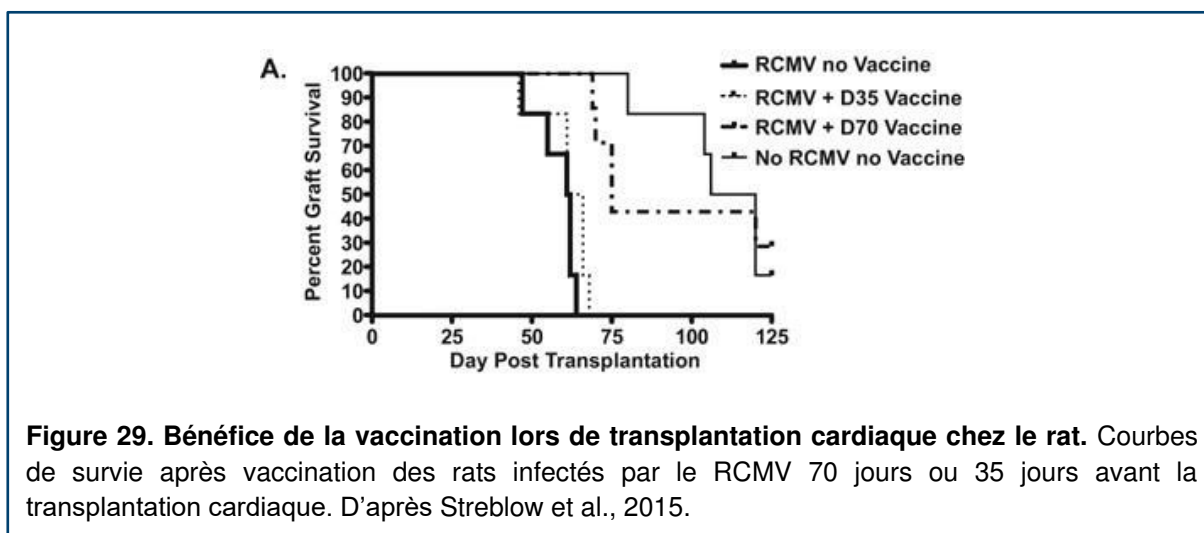 A.
RCMV no Vaccine
RCMV + D35 Vaccine
RCMV + D70 Vaccine
No RCMV no Vaccine
Percent Graft Survival
100
90
80
70
60
50
40
30
20
10
0
0 25 50 75 100 125
Day Post Transplantation
Figure 29. Bénéfice de la vaccination lors de transplantation cardiaque chez le rat. Courbes
de survie après vaccination des rats infectés par le RCMV 70 jours ou 35 jours avant la
transplantation cardiaque. D’après Streblow et al., 2015.